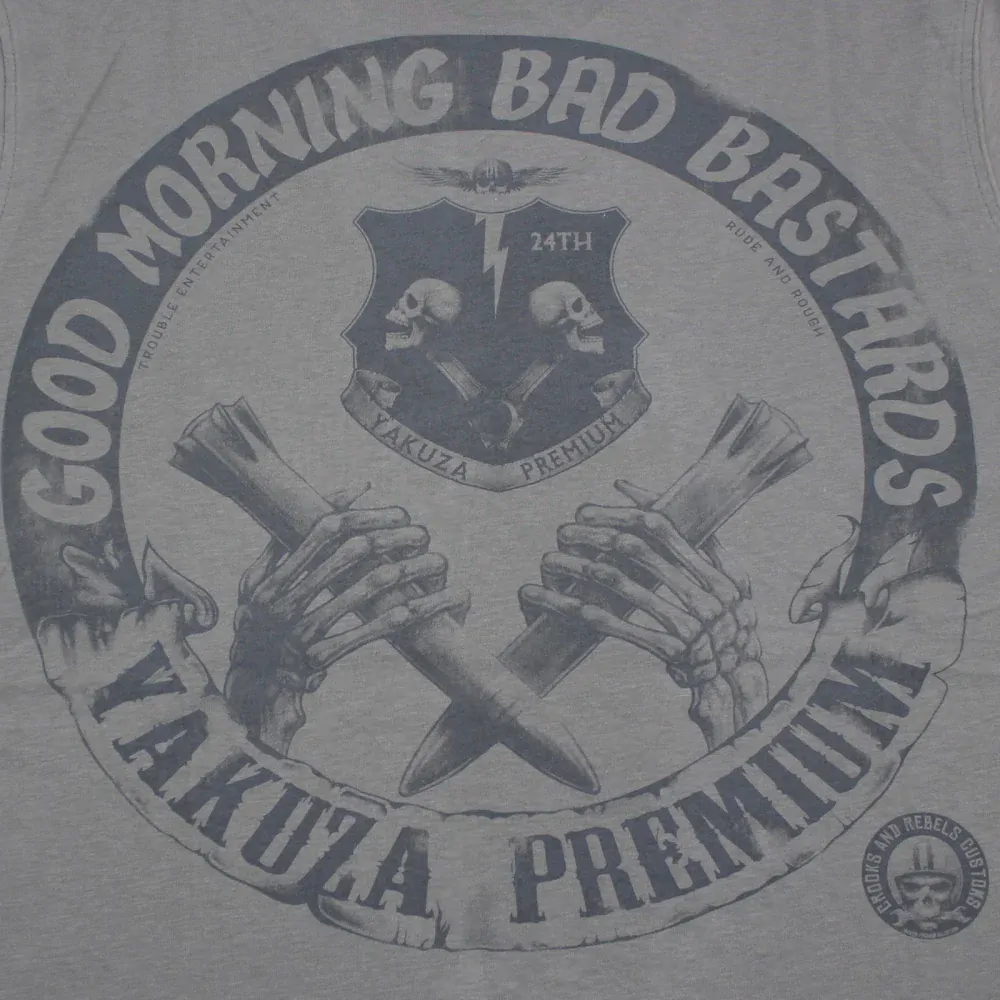 GOOD MORNING BAD BASTARDS
TROUBLE ENTERTAINMENT
RUDE AND ROUGH
24TH
YAKUZA PREMIUM
YAKUZA PREMIUM
CROOKS AND REBELS CUSTOMS